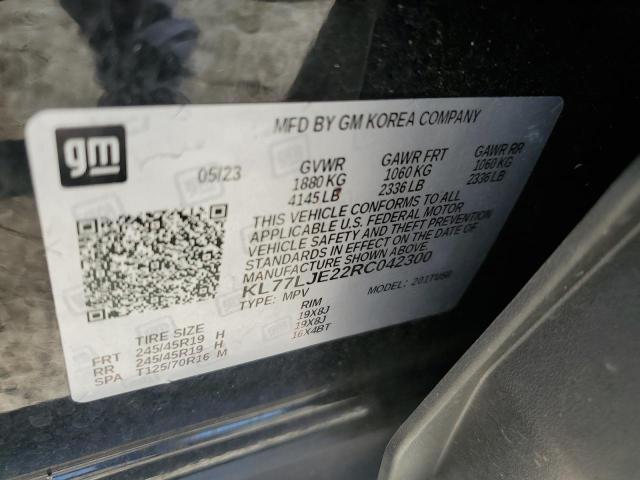 gm
MFD BY GM KOREA COMPANY
05/23 GVWR GAWR FRT GAWR RR
1880 KG 1060 KG 1060 KG
4145 LB 2336 LB 2336 LB
THIS VEHICLE CONFORMS TO ALL
APPLICABLE U.S. FEDERAL MOTOR
VEHICLE SAFETY AND THEFT PREVENTION
STANDARDS IN EFFECT ON THE DATE OF
MANUFACTURE SHOWN ABOVE.
KL77LJE22RC042300
TYPE: MPV MODEL:
TIRE SIZE RIM
FRT 245/45R19 H 19X8J
RR 245/45R19 H 19X8J
SPA T125/70R16 M 16X4BT